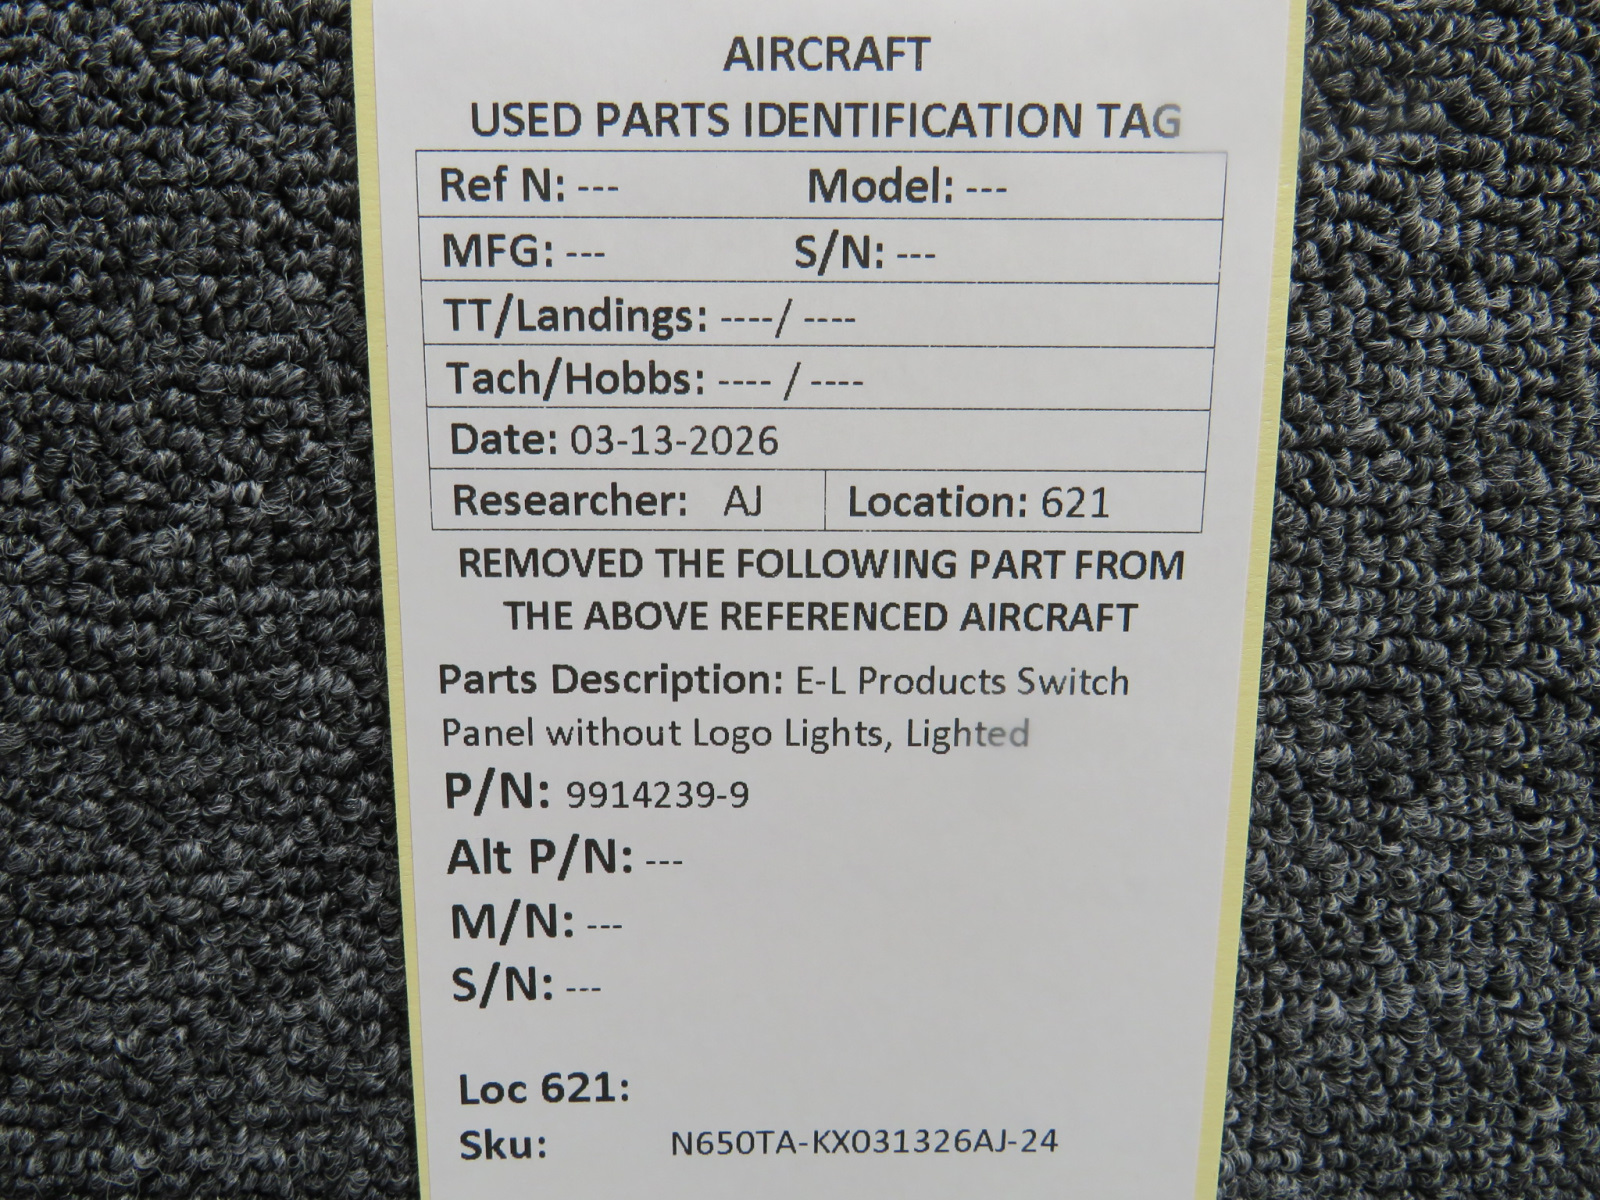 AIRCRAFT
USED PARTS IDENTIFICATION TAG
Ref N: --- Model: ---
MFG: --- S/N: ---
TT/Landings: ----/ ----
Tach/Hobbs: ---- / ----
Date: 03-13-2026
Researcher: AJ Location: 621
REMOVED THE FOLLOWING PART FROM
THE ABOVE REFERENCED AIRCRAFT
Parts Description: E-L Products Switch
Panel without Logo Lights, Lighted
P/N: 9914239-9
Alt P/N: ---
M/N: ---
S/N: ---
Loc 621:
Sku: N650TA-KX031326AJ-24